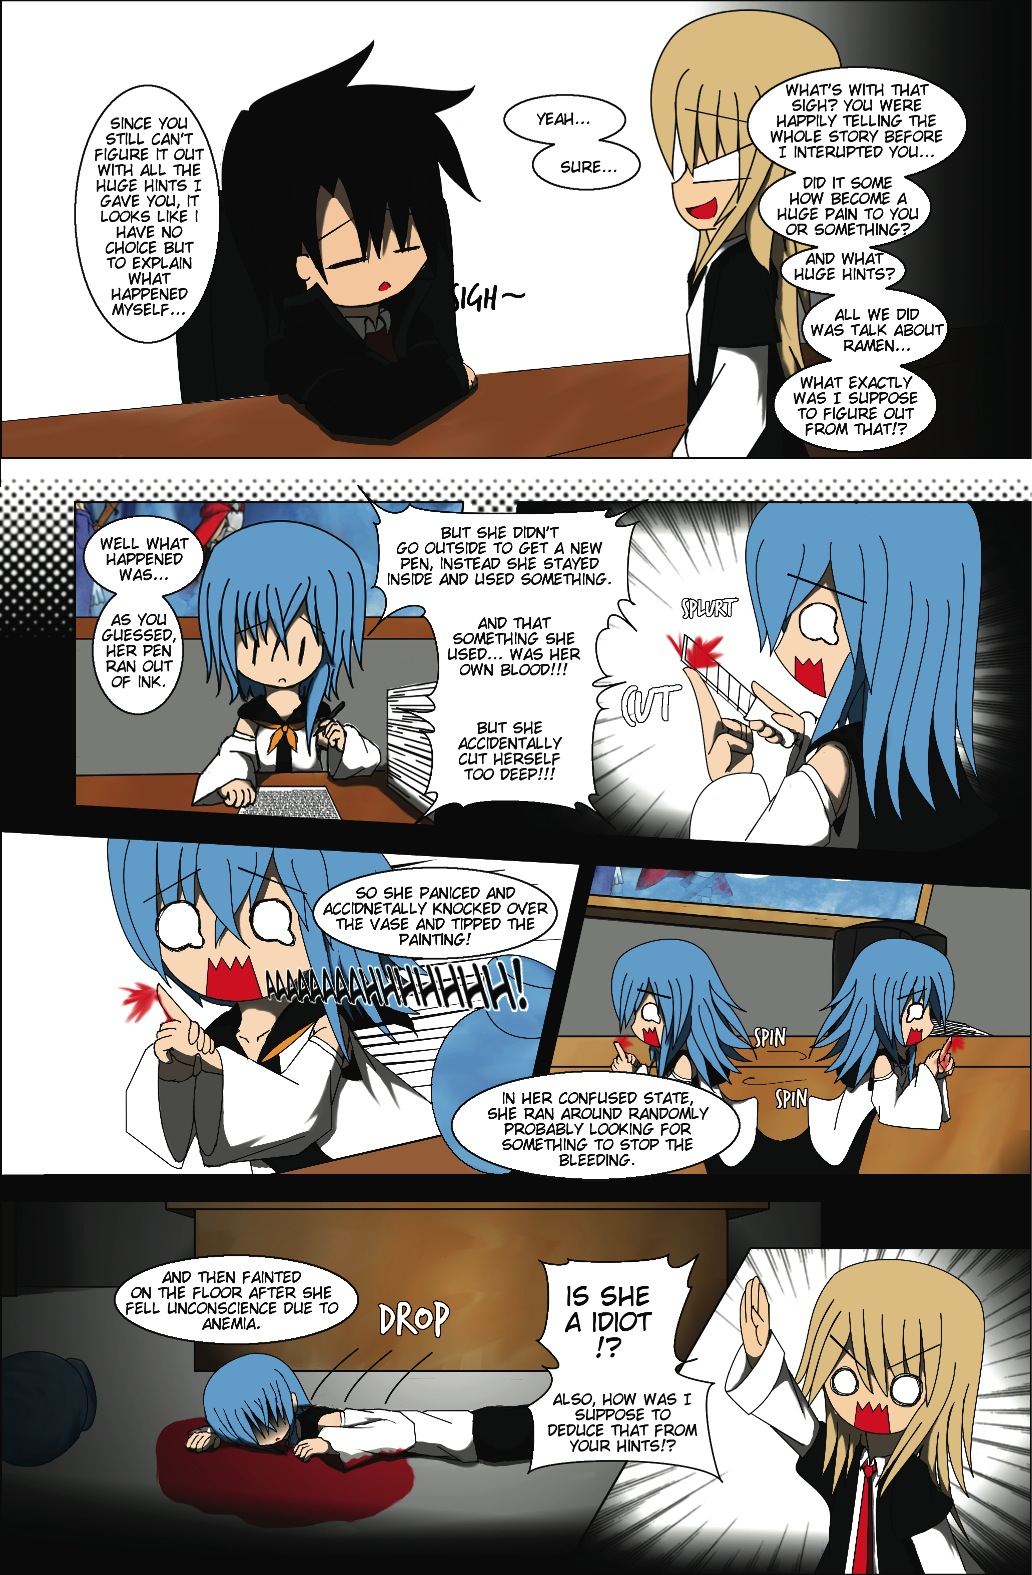 SINCE YOU
STILL CAN'T
FIGURE IT OUT
WITH ALL THE
HUGE HINTS I
GAVE YOU, IT
LOOKS LIKE I
HAVE NO
CHOICE BUT
TO EXPLAIN
WHAT
HAPPENED
MYSELF...
SIGH~
YEAH...
SURE...
WHAT'S WITH THAT
SIGH? YOU WERE
HAPPILY TELLING THE
WHOLE STORY BEFORE
I INTERUPTED YOU...
DID IT SOME
HOW BECOME A
HUGE PAIN TO YOU
OR SOMETHING?
AND WHAT
HUGE HINTS?
ALL WE DID
WAS TALK ABOUT
RAMEN...
WHAT EXACTLY
WAS I SUPPOSE
TO FIGURE OUT
FROM THAT!?
WELL WHAT
HAPPENED
WAS...
AS YOU
GUESSED,
HER PEN
RAN OUT
OF INK.
BUT SHE DIDN'T
GO OUTSIDE TO GET A NEW
PEN, INSTEAD SHE STAYED
INSIDE AND USED SOMETHING.
AND THAT
SOMETHING SHE
USED... WAS HER
OWN BLOOD!!!
BUT SHE
ACCIDENTALLY
CUT HERSELF
TOO DEEP!!!
SPLURT
CUT
SO SHE PANICED AND
ACCIDNETALLY KNOCKED OVER
THE VASE AND TIPPED THE
PAINTING!
AAAAAAAAHHHHHHH!
SPIN
SPIN
IN HER CONFUSED STATE,
SHE RAN AROUND RANDOMLY
PROBABLY LOOKING FOR
SOMETHING TO STOP THE
BLEEDING.
AND THEN FAINTED
ON THE FLOOR AFTER SHE
FELL UNCONSCIENCE DUE TO
ANEMIA.
DROP
IS SHE
A IDIOT
!?
ALSO, HOW WAS I
SUPPOSE TO
DEDUCE THAT FROM
YOUR HINTS!?